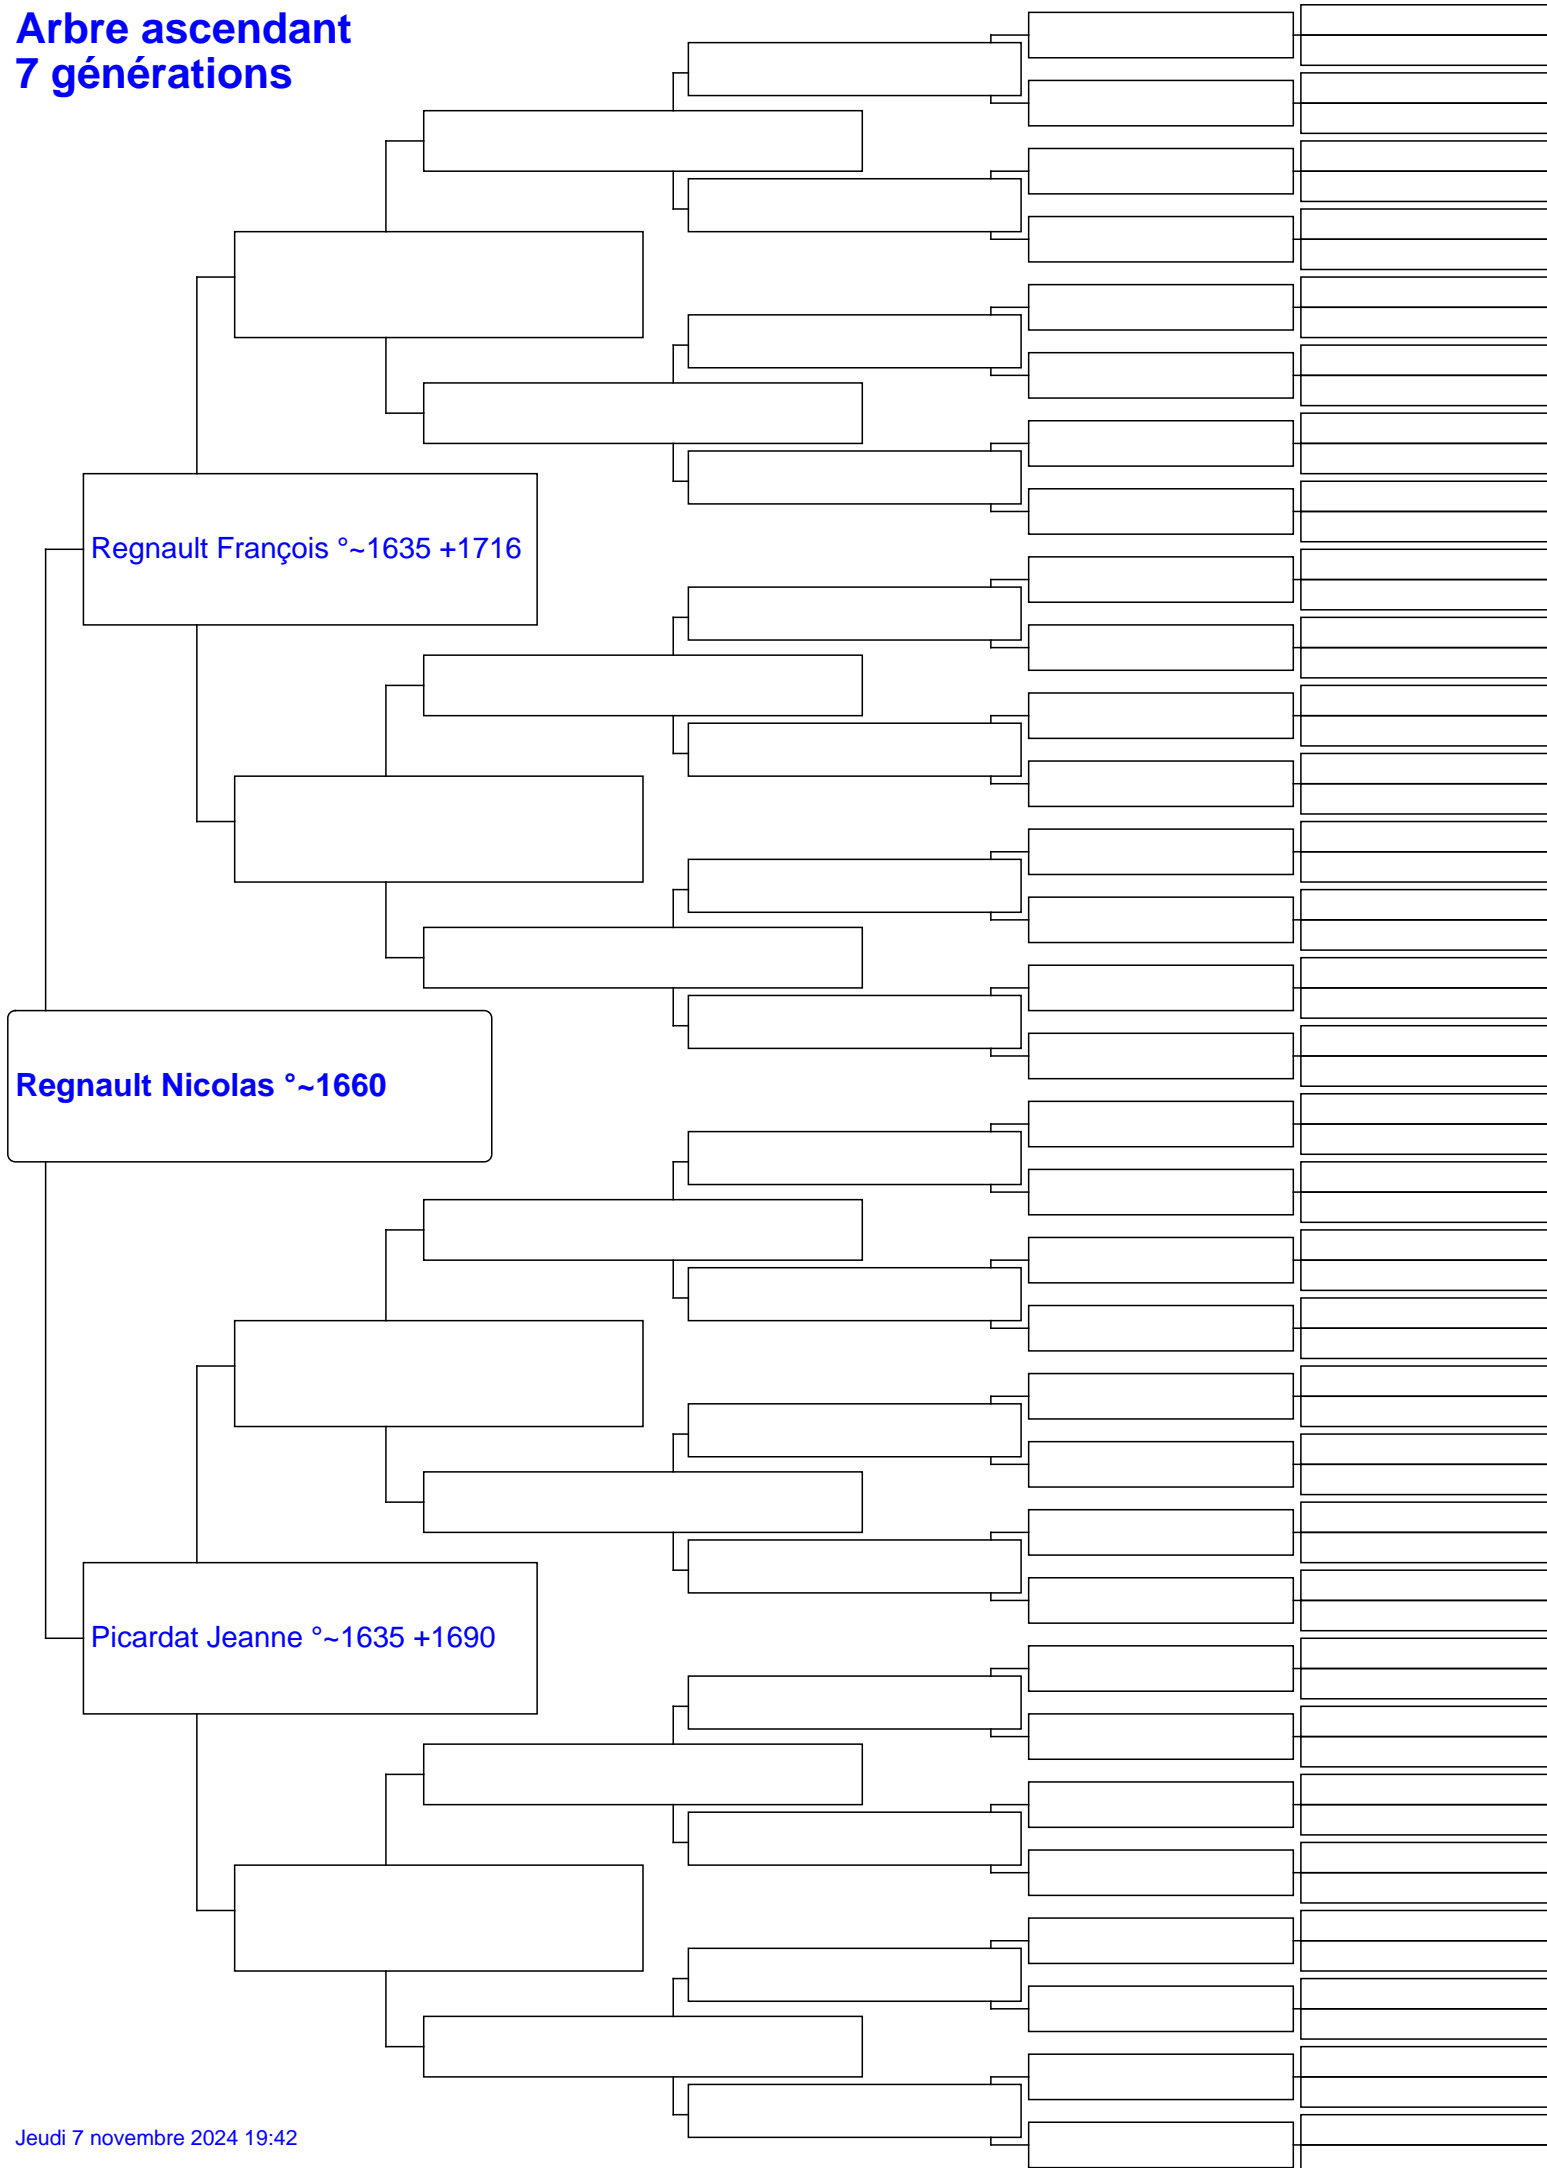 Arbre ascendant
7 générations
Regnault François °~1635 +1716
Regnault Nicolas °~1660
Picardat Jeanne °~1635 +1690
Jeudi 7 novembre 2024 19:42